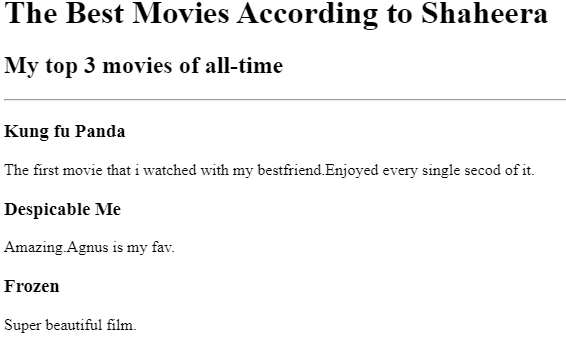 The Best Movies According to Shaheera
My top 3 movies of all-time
Kung fu Panda
The first movie that i watched with my bestfriend.Enjoyed every single secod of it.
Despicable Me
Amazing.Agnus is my fav.
Frozen
Super beautiful film.